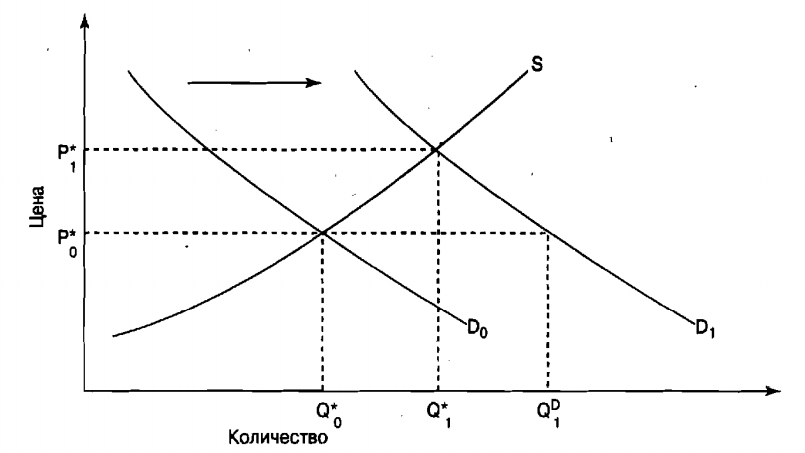 S
P*1
Цена
P*0
D0
D1
Q*0
Q*1
QD1
Количество